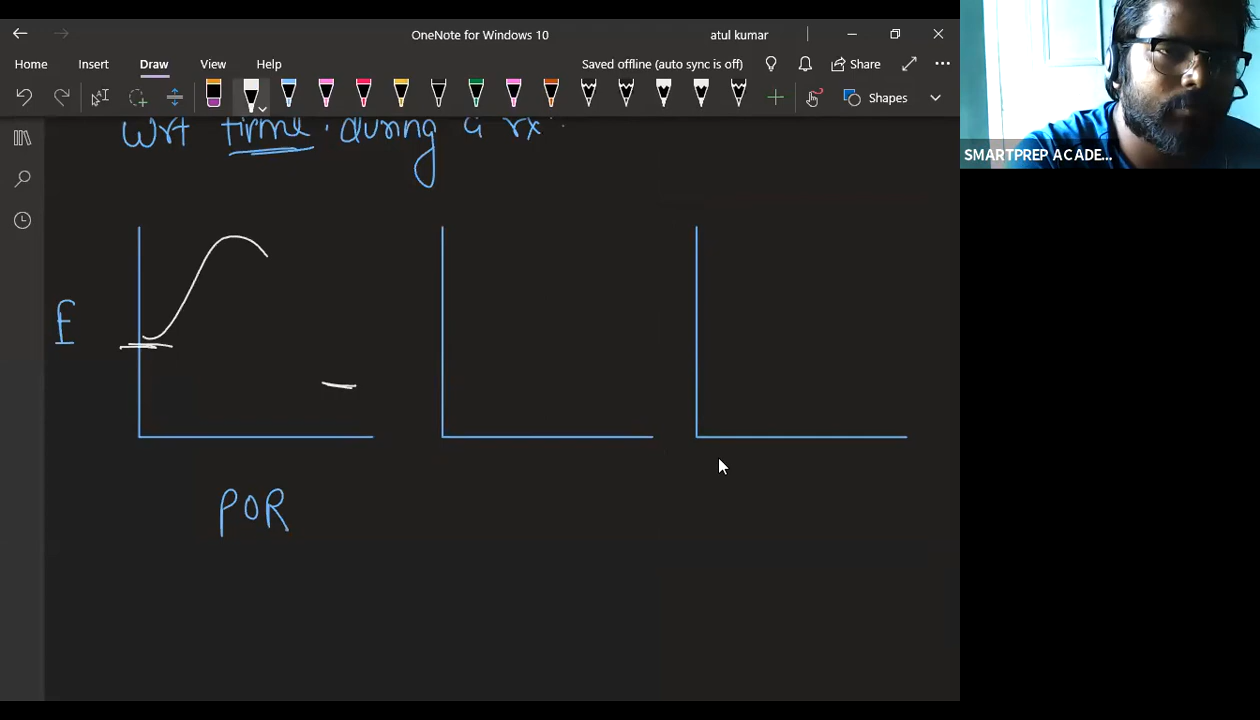 OneNote for Windows 10
atul kumar
Home Insert Draw View Help
Saved offline (auto sync is off)
Share
Shapes
SMARTPREP ACADE...
wrt tirme. during a rx
E
POR